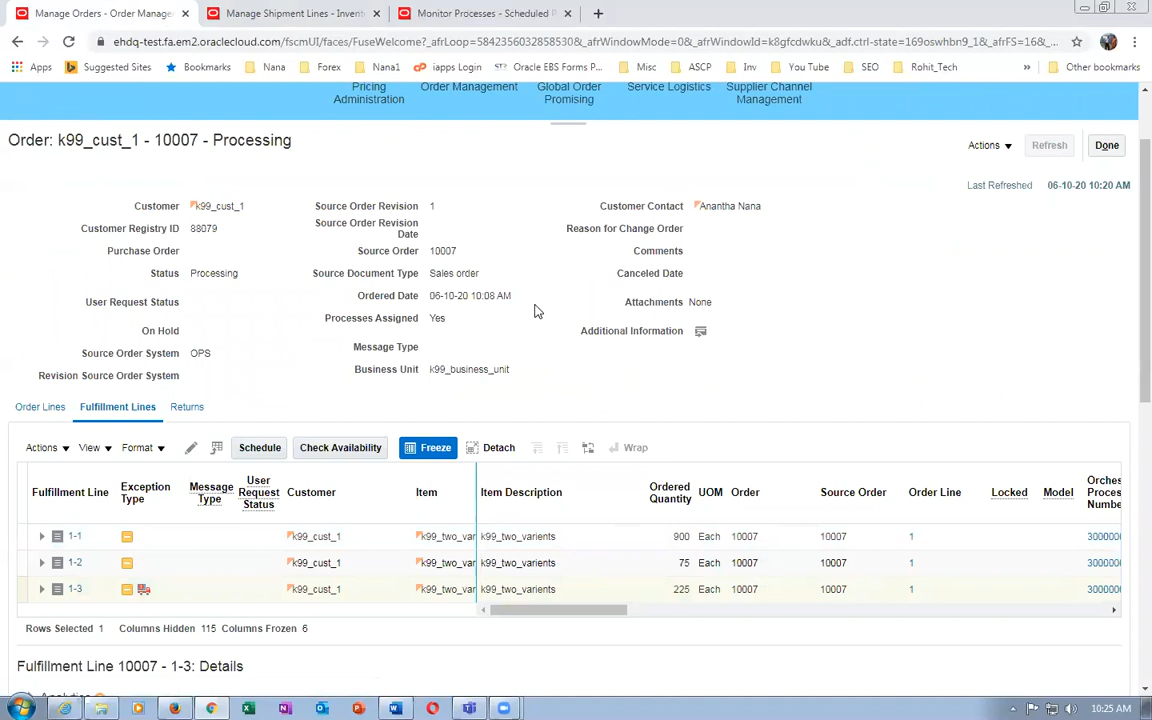 Manage Orders - Order Manage
Manage Shipment Lines - Invent
Monitor Processes - Scheduled P
ehdq-test.fa.em2.oraclecloud.com/fscmUI/faces/FuseWelcome?_afrLoop=58423560328585​30&_afrWindowMode=0&_afrWindowId=k8gfcdwku&_adf.ctrl-state=169oswhbn9_1&_afrFS=16&_...
Apps Suggested Sites Bookmarks Nana Forex Nana1 iapps Login Oracle EBS Forms P... Misc ASCP Inv You Tube SEO Rohit_Tech » Other bookmarks
Pricing Administration
Order Management
Global Order Promising
Service Logistics
Supplier Channel Management
Order: k99_cust_1 - 10007 - Processing
Actions Refresh Done
Last Refreshed 06-10-20 10:20 AM
Customer k99_cust_1
Customer Registry ID 88079
Purchase Order
Status Processing
User Request Status
On Hold
Source Order System OPS
Revision Source Order System
Source Order Revision 1
Source Order Revision Date
Source Order 10007
Source Document Type Sales order
Ordered Date 06-10-20 10:08 AM
Processes Assigned Yes
Message Type
Business Unit k99_business_unit
Customer Contact Anantha Nana
Reason for Change Order
Comments
Canceled Date
Attachments None
Additional Information
Order Lines Fulfillment Lines Returns
Actions View Format Schedule Check Availability Freeze Detach Wrap
Fulfillment Line Exception Type Message Type User Request Status Customer Item Item Description Ordered Quantity UOM Order Source Order Order Line Locked Model Orches Proces Numbe
1-1 k99_cust_1 k99_two_var k99_two_varients 900 Each 10007 10007 1 3000000
1-2 k99_cust_1 k99_two_var k99_two_varients 75 Each 10007 10007 1 3000000
1-3 k99_cust_1 k99_two_var k99_two_varients 225 Each 10007 10007 1 3000000
Rows Selected 1 Columns Hidden 115 Columns Frozen 6
Fulfillment Line 10007 - 1-3: Details
10:25 AM